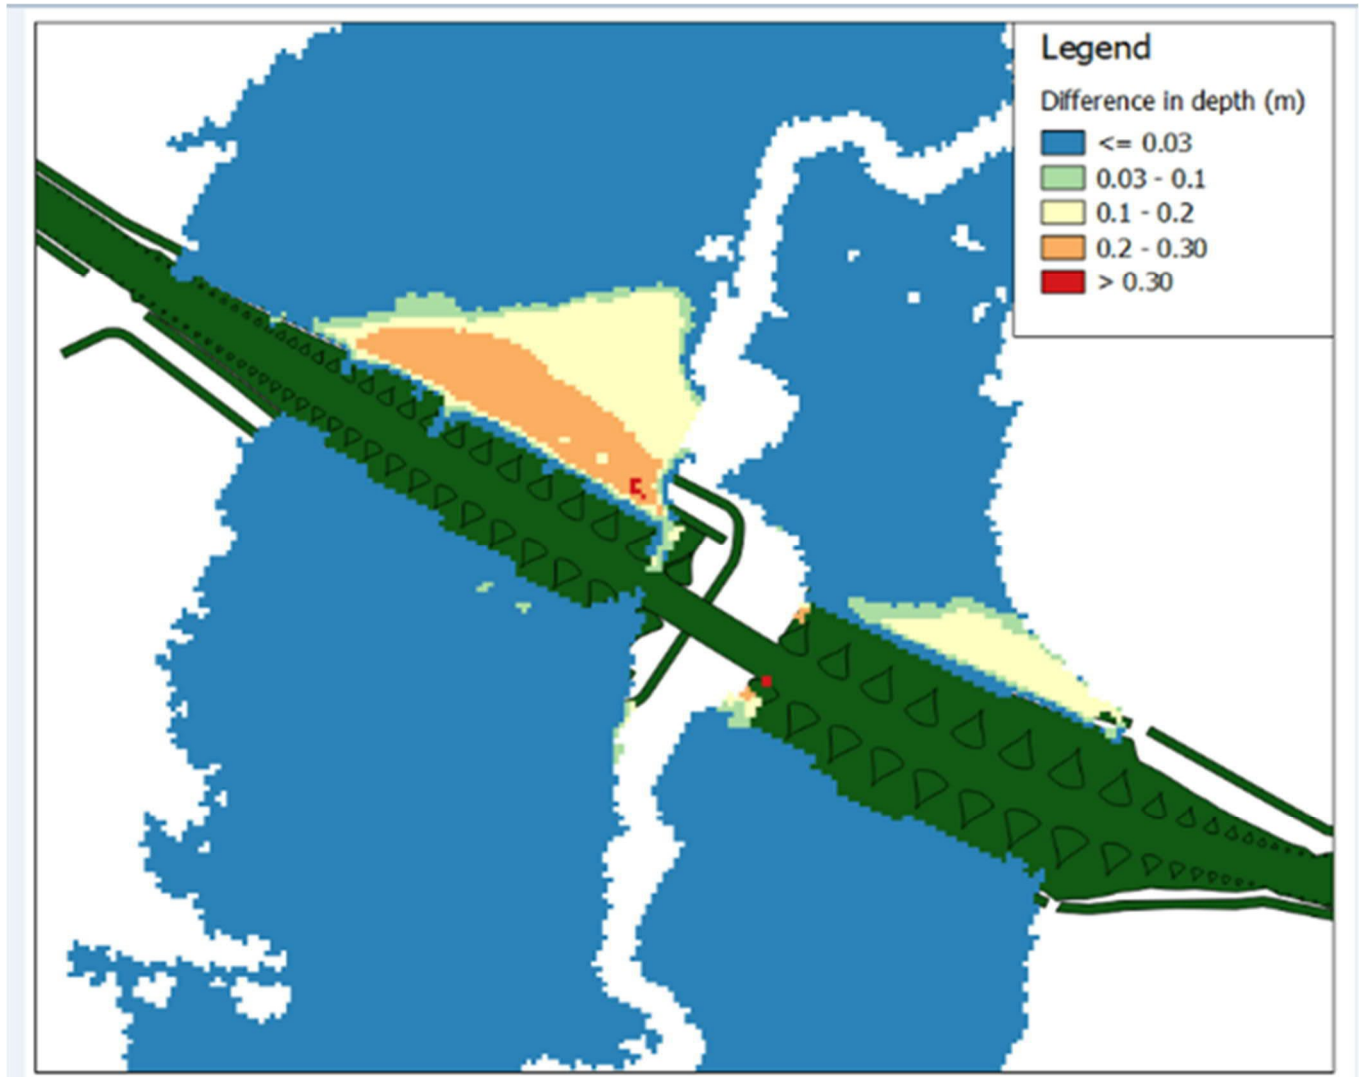 Legend
Difference in depth (m)
<= 0.03
0.03 - 0.1
0.1 - 0.2
0.2 - 0.30
> 0.30